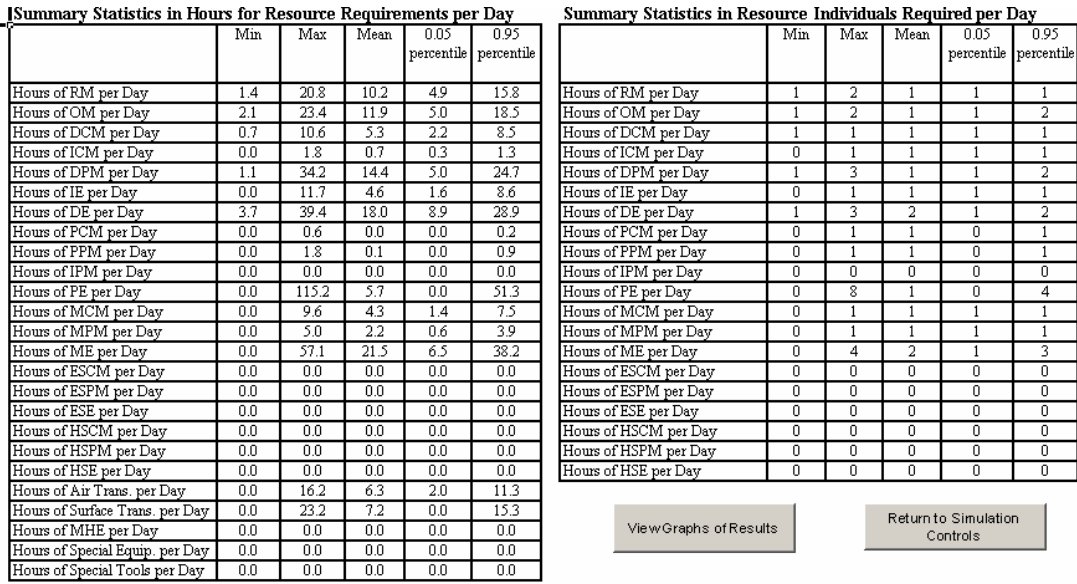 Summary Statistics in Hours for Resource Requirements per Day
Min Max Mean 0.05 percentile 0.95 percentile
Hours of RM per Day 1.4 20.8 10.2 4.9 15.8
Hours of OM per Day 2.1 23.4 11.9 5.0 18.5
Hours of DCM per Day 0.7 10.6 5.3 2.2 8.5
Hours of ICM per Day 0.0 1.8 0.7 0.3 1.3
Hours of DPM per Day 1.1 34.2 14.4 5.0 24.7
Hours of IE per Day 0.0 11.7 4.6 1.6 8.6
Hours of DE per Day 3.7 39.4 18.0 8.9 28.9
Hours of PCM per Day 0.0 0.6 0.0 0.0 0.2
Hours of PPM per Day 0.0 1.8 0.1 0.0 0.9
Hours of IPM per Day 0.0 0.0 0.0 0.0 0.0
Hours of PE per Day 0.0 115.2 5.7 0.0 51.3
Hours of MCM per Day 0.0 9.6 4.3 1.4 7.5
Hours of MPM per Day 0.0 5.0 2.2 0.6 3.9
Hours of ME per Day 0.0 57.1 21.5 6.5 38.2
Hours of ESCM per Day 0.0 0.0 0.0 0.0 0.0
Hours of ESPM per Day 0.0 0.0 0.0 0.0 0.0
Hours of ESE per Day 0.0 0.0 0.0 0.0 0.0
Hours of HSCM per Day 0.0 0.0 0.0 0.0 0.0
Hours of HSPM per Day 0.0 0.0 0.0 0.0 0.0
Hours of HSE per Day 0.0 0.0 0.0 0.0 0.0
Hours of Air Trans. per Day 0.0 16.2 6.3 2.0 11.3
Hours of Surface Trans. per Day 0.0 23.2 7.2 0.0 15.3
Hours of MHE per Day 0.0 0.0 0.0 0.0 0.0
Hours of Special Equip. per Day 0.0 0.0 0.0 0.0 0.0
Hours of Special Tools per Day 0.0 0.0 0.0 0.0 0.0
Summary Statistics in Resource Individuals Required per Day
Min Max Mean 0.05 percentile 0.95 percentile
Hours of RM per Day 1 2 1 1 1
Hours of OM per Day 1 2 1 1 2
Hours of DCM per Day 1 1 1 1 1
Hours of ICM per Day 0 1 1 1 1
Hours of DPM per Day 1 3 1 1 2
Hours of IE per Day 0 1 1 1 1
Hours of DE per Day 1 3 2 1 2
Hours of PCM per Day 0 1 1 0 1
Hours of PPM per Day 0 1 1 0 1
Hours of IPM per Day 0 0 0 0 0
Hours of PE per Day 0 8 1 0 4
Hours of MCM per Day 0 1 1 1 1
Hours of MPM per Day 0 1 1 1 1
Hours of ME per Day 0 4 2 1 3
Hours of ESCM per Day 0 0 0 0 0
Hours of ESPM per Day 0 0 0 0 0
Hours of ESE per Day 0 0 0 0 0
Hours of HSCM per Day 0 0 0 0 0
Hours of HSPM per Day 0 0 0 0 0
Hours of HSE per Day 0 0 0 0 0
View Graphs of Results
Return to Simulation
Controls